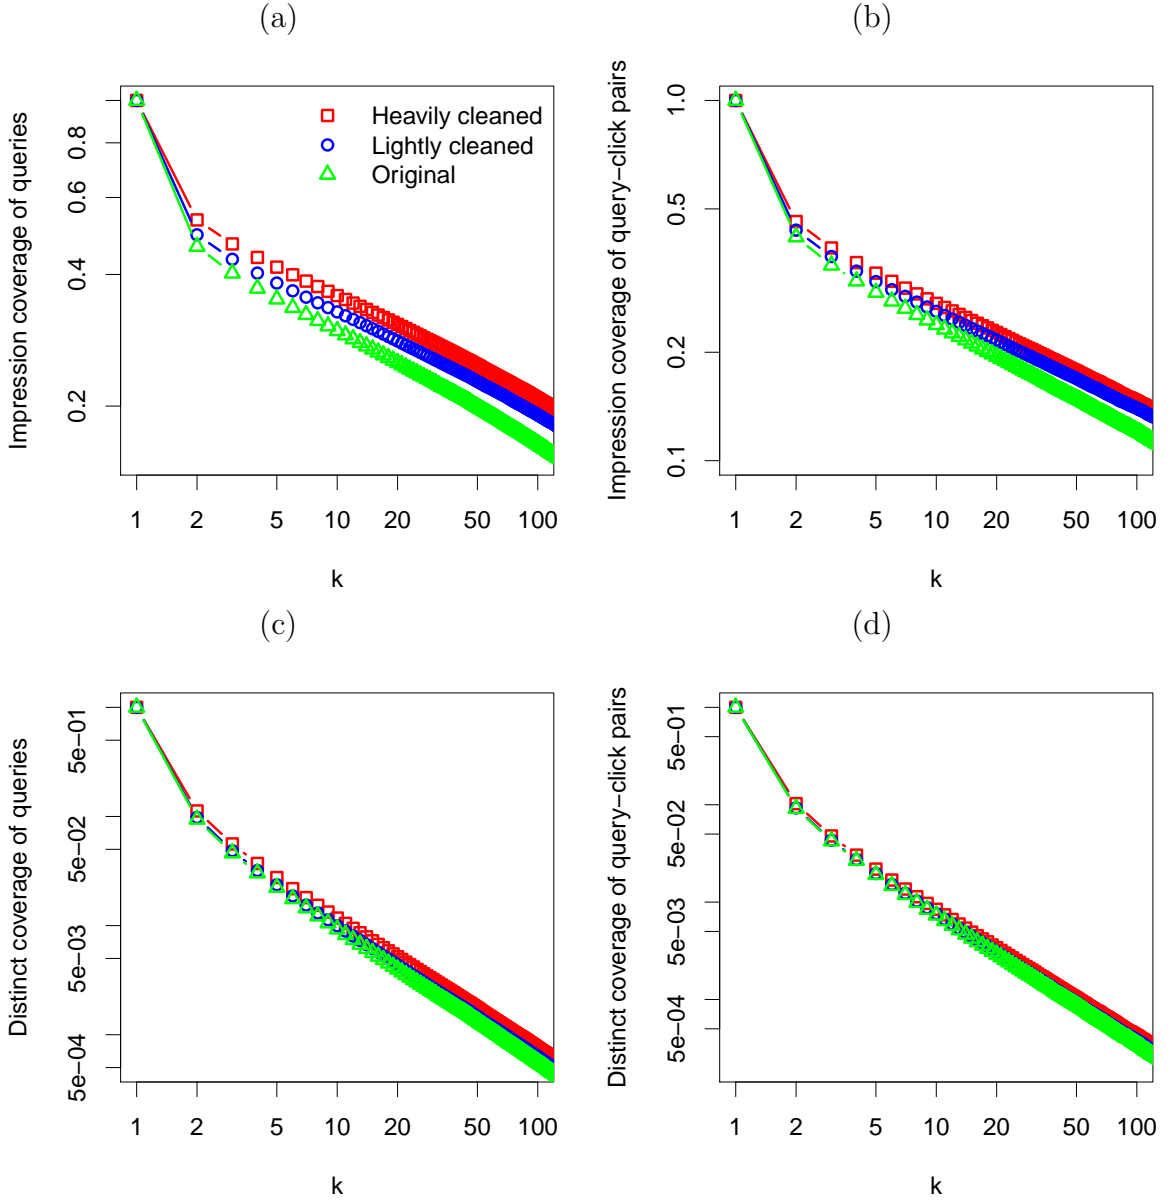 (a)
Impression coverage of queries
0.8
0.6
0.4
0.2
Heavily cleaned
Lightly cleaned
Original
1 2 5 10 20 50 100
k
(b)
Impression coverage of query−click pairs
1.0
0.5
0.2
0.1
1 2 5 10 20 50 100
k
(c)
Distinct coverage of queries
5e−01
5e−02
5e−03
5e−04
1 2 5 10 20 50 100
k
(d)
Distinct coverage of query−click pairs
5e−01
5e−02
5e−03
5e−04
1 2 5 10 20 50 100
k